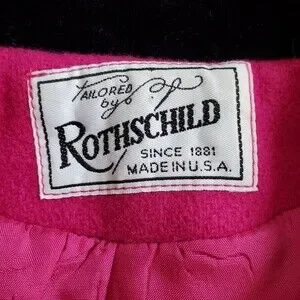 TAILORED
by
ROTHSCHILD
SINCE 1881
MADE IN U.S.A.